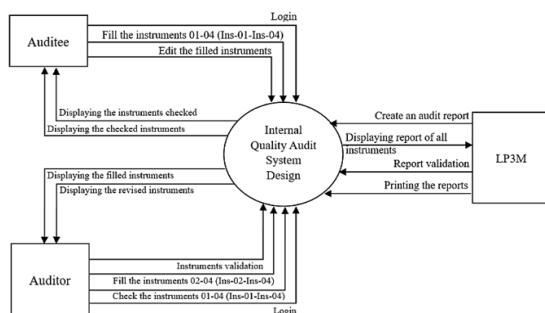 Login
Auditee
Fill the instruments 01-04 (Ins-01-Ins-04)
Edit the filled instruments
Displaying the instruments checked
Displaying the checked instruments
Internal
Quality Audit
System
Design
Create an audit report
Displaying report of all
instruments
LP3M
Report validation
Printing the reports
Displaying the filled instruments
Displaying the revised instruments
Auditor
Instruments validation
Fill the instruments 02-04 (Ins-02-Ins-04)
Check the instruments 01-04 (Ins-01-Ins-04)
Login